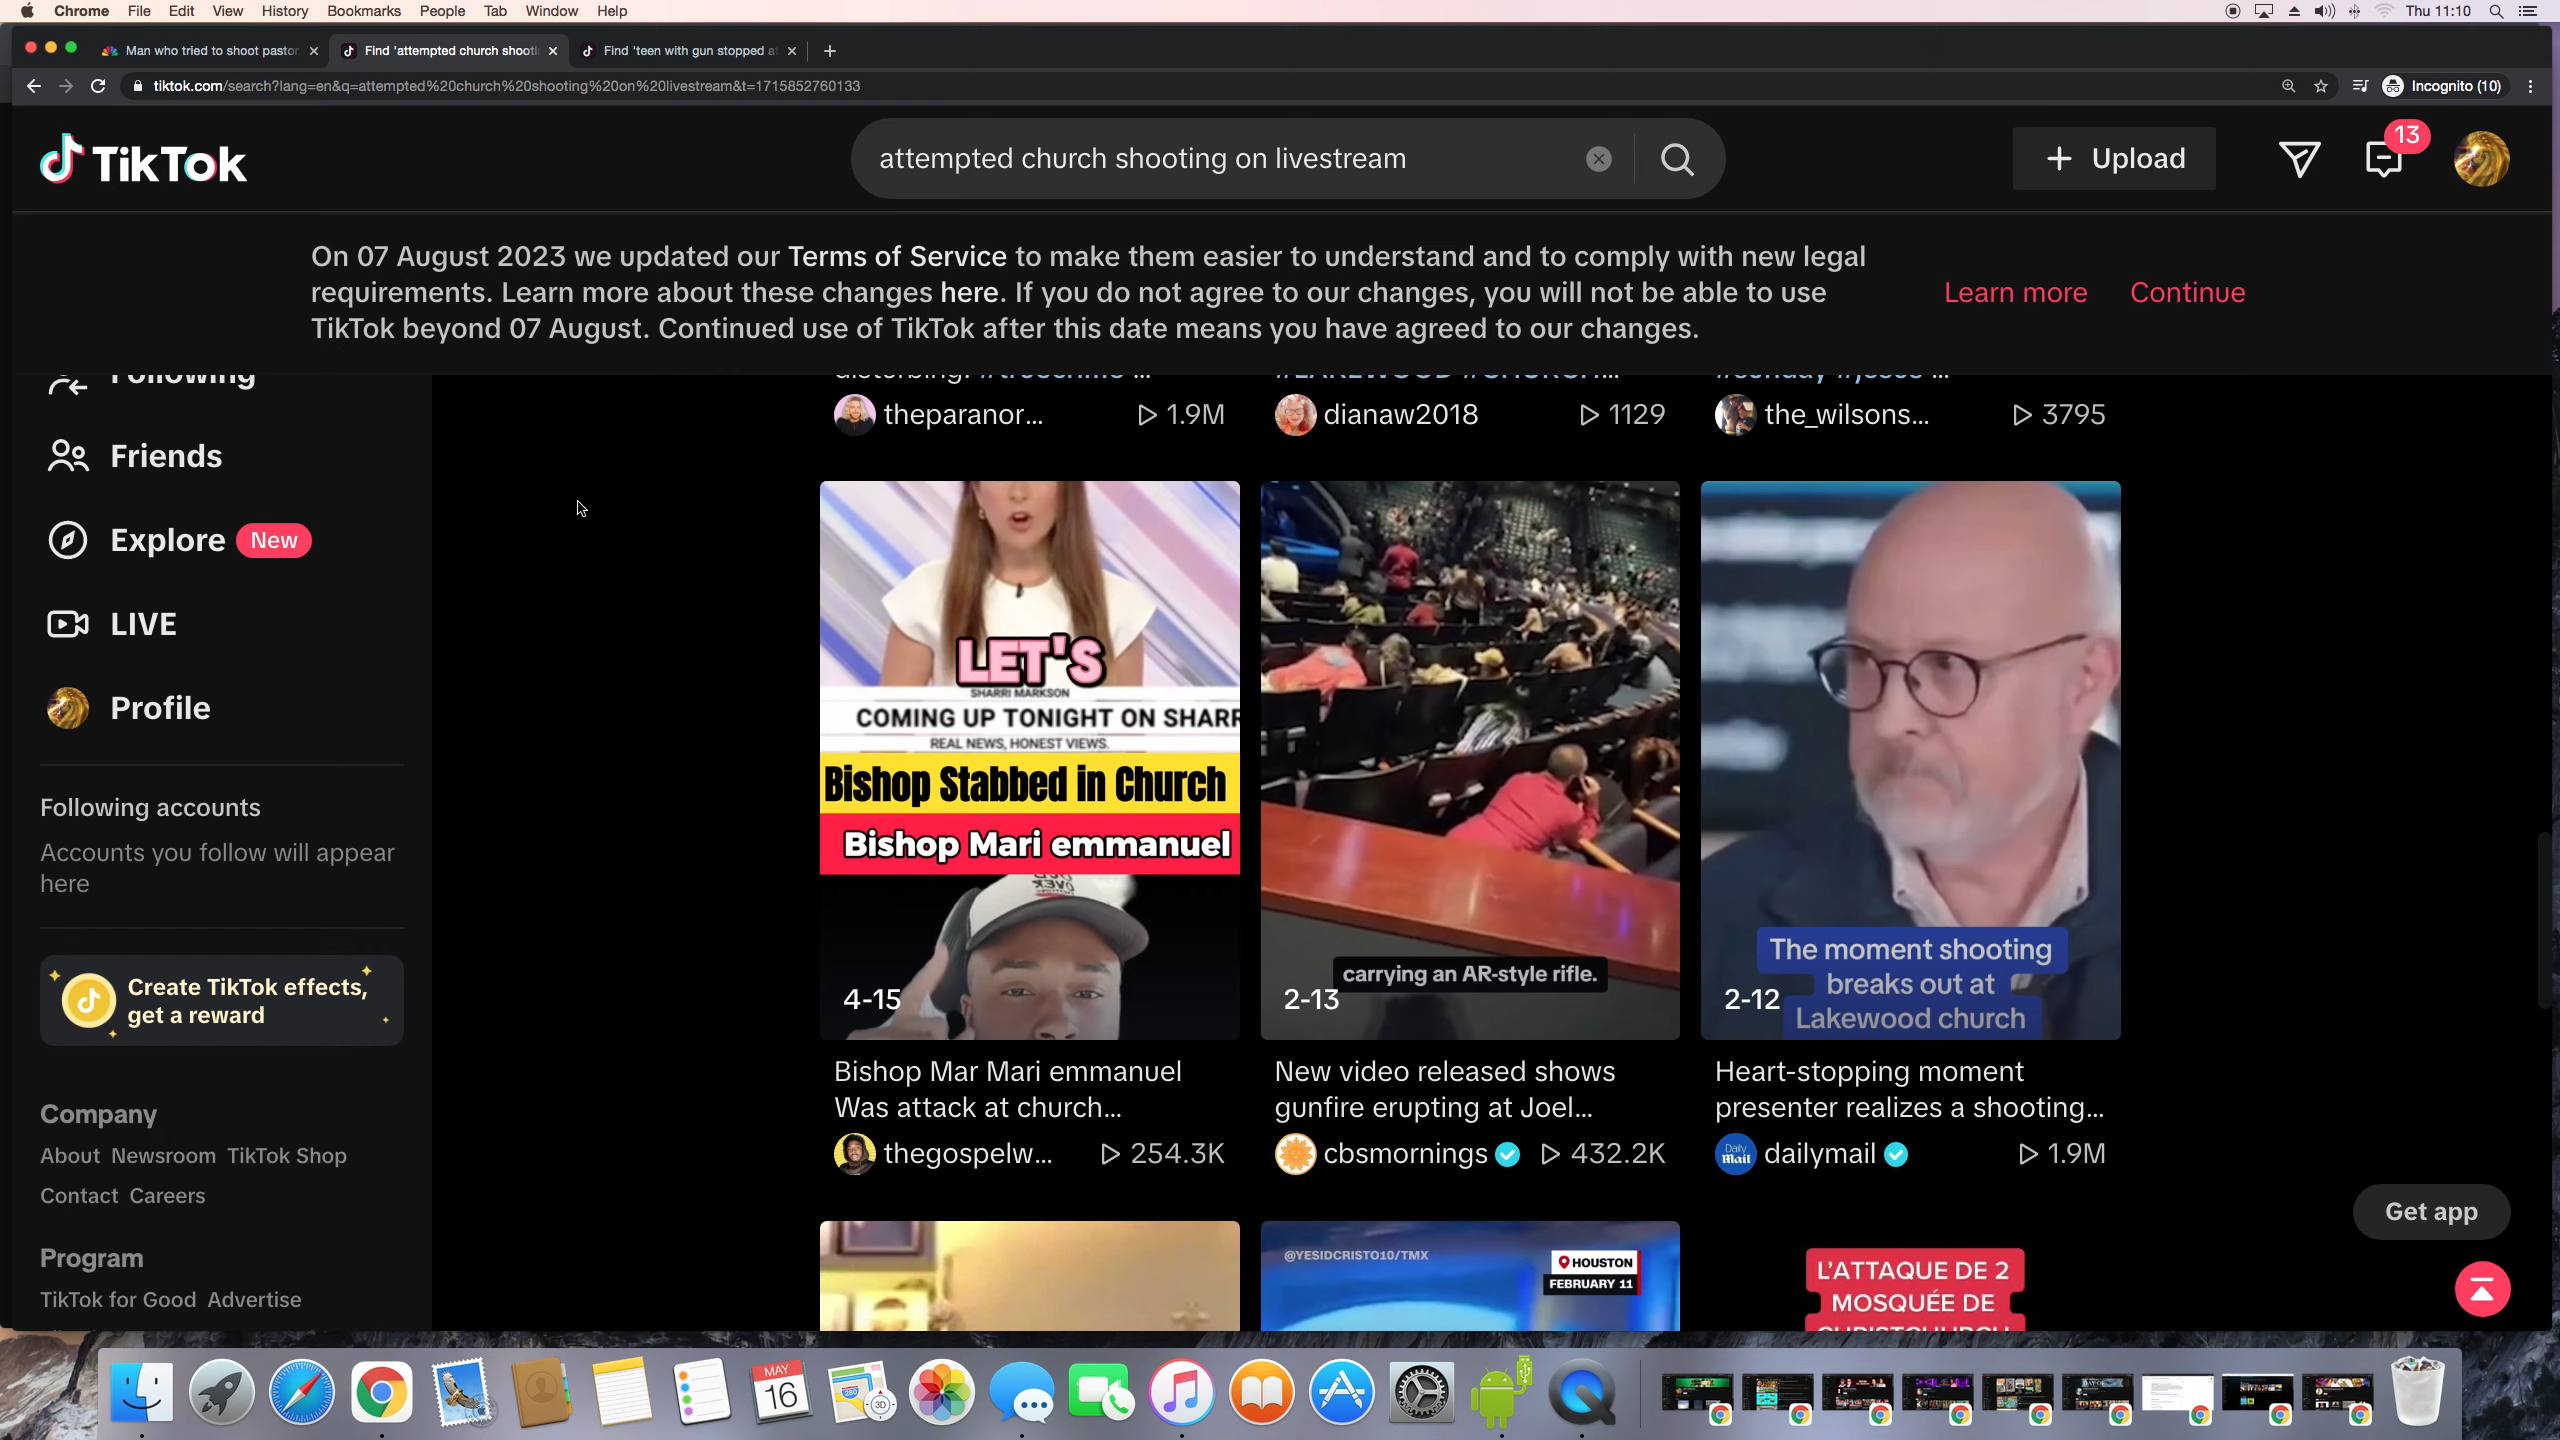 Chrome File Edit View History Bookmarks People Tab Window Help
Thu 11:10
Man who tried to shoot pastor
Find 'attempted church shooti
Find 'teen with gun stopped a
tiktok.com/search?lang=en&q=attempted%20church%20shooting%20on%20livestream&t=1715852760133
Incognito (10)
TikTok
attempted church shooting on livestream
Upload
13
On 07 August 2023 we updated our Terms of Service to make them easier to understand and to comply with new legal
requirements. Learn more about these changes here. If you do not agree to our changes, you will not be able to use
TikTok beyond 07 August. Continued use of TikTok after this date means you have agreed to our changes.
Learn more
Continue
Following
Friends
Explore New
LIVE
Profile
Following accounts
Accounts you follow will appear
here
Create TikTok effects,
get a reward
Company
About Newsroom TikTok Shop
Contact Careers
Program
TikTok for Good Advertise
theparanor... 1.9M
dianaw2018 1129
the_wilsons... 3795
LET'S
SHARRI MARKSON
COMING UP TONIGHT ON SHARR
REAL NEWS, HONEST VIEWS.
Bishop Stabbed in Church
Bishop Mari emmanuel
4-15
Bishop Mar Mari emmanuel
Was attack at church...
thegospelw... 254.3K
carrying an AR-style rifle.
2-13
New video released shows
gunfire erupting at Joel...
cbsmornings 432.2K
The moment shooting
breaks out at
Lakewood church
2-12
Heart-stopping moment
presenter realizes a shooting...
Daily Mail
dailymail 1.9M
@YESIDCRISTO10/TMX
HOUSTON
FEBRUARY 11
L'ATTAQUE DE 2
MOSQUÉE DE
CHRISTCHURCH
Get app
MAY
16
280
3D